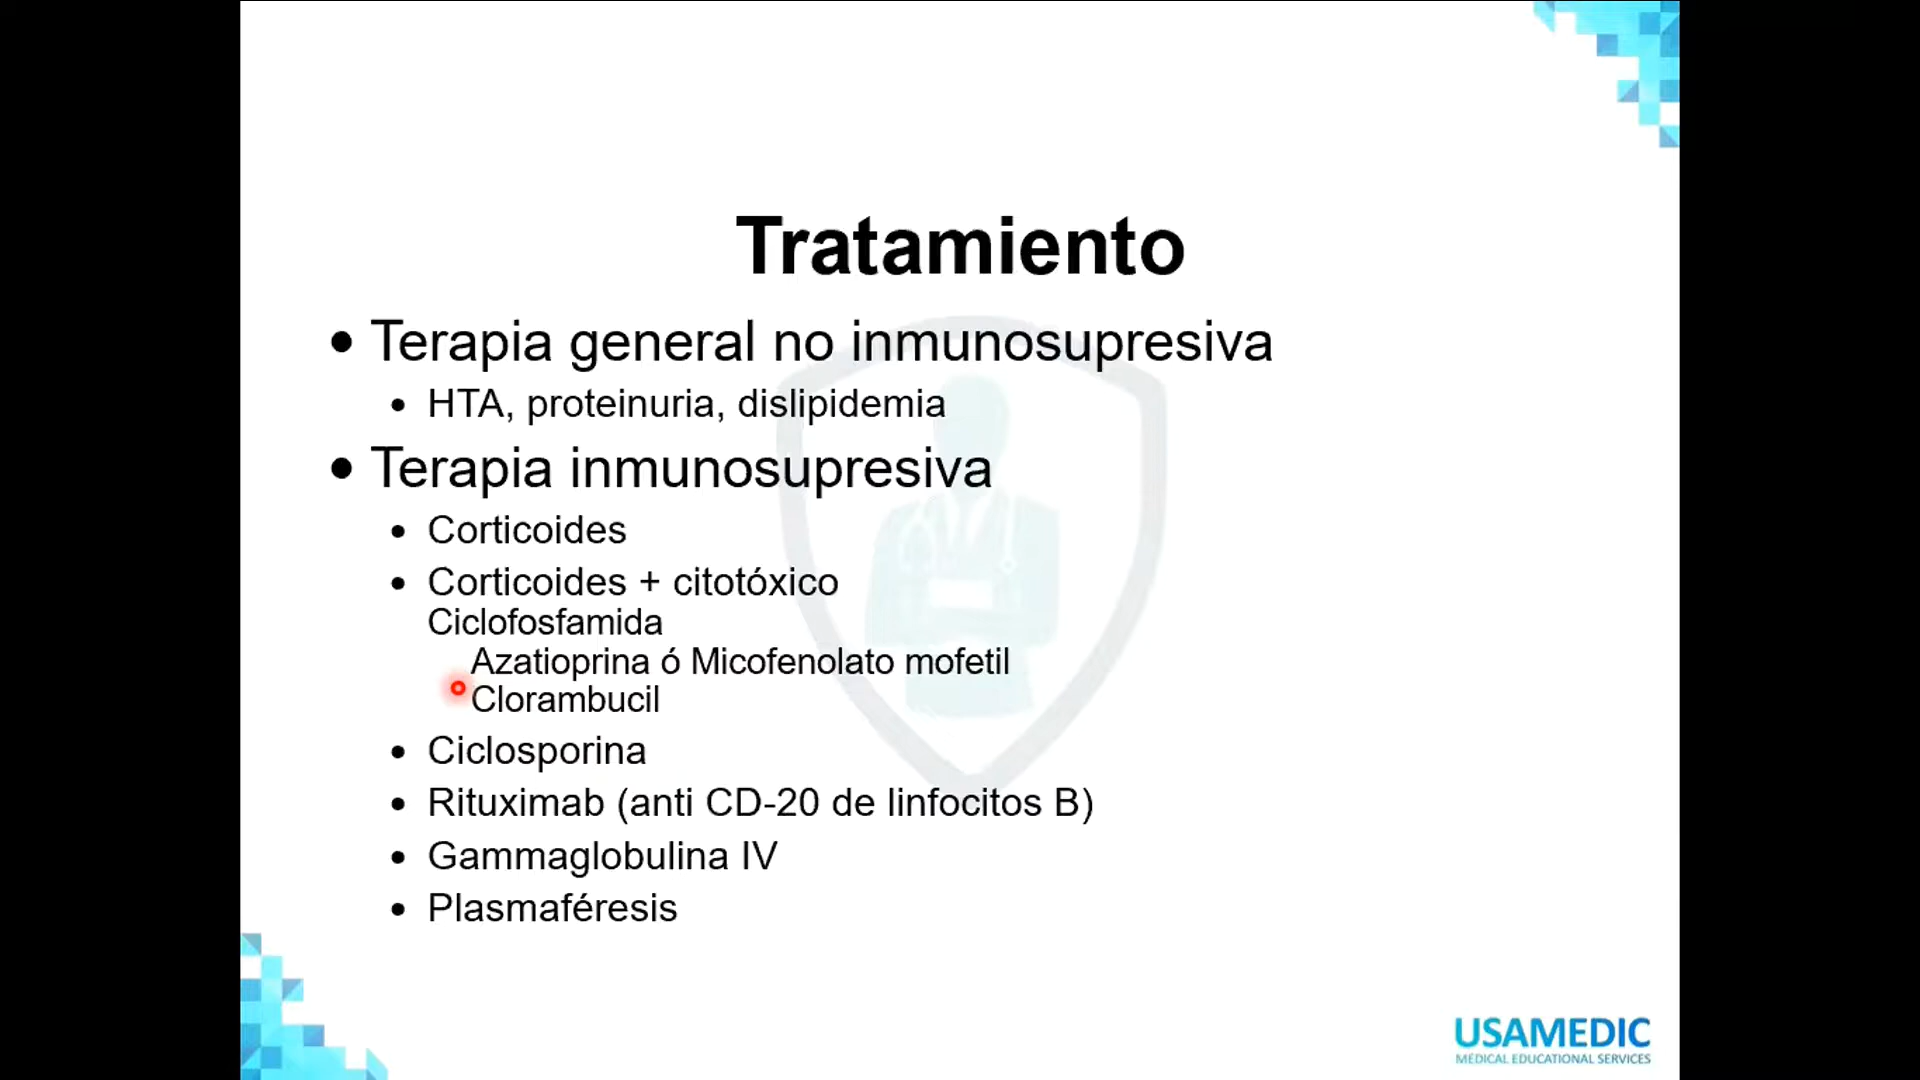 Tratamiento
• Terapia general no inmunosupresiva
• HTA, proteinuria, dislipidemia
• Terapia inmunosupresiva
• Corticoides
• Corticoides + citotóxico
Ciclofosfamida
Azatioprina ó Micofenolato mofetil
Clorambucil
• Ciclosporina
• Rituximab (anti CD-20 de linfocitos B)
• Gammaglobulina IV
• Plasmaféresis
USAMEDIC
MEDICAL EDUCATIONAL SERVICES